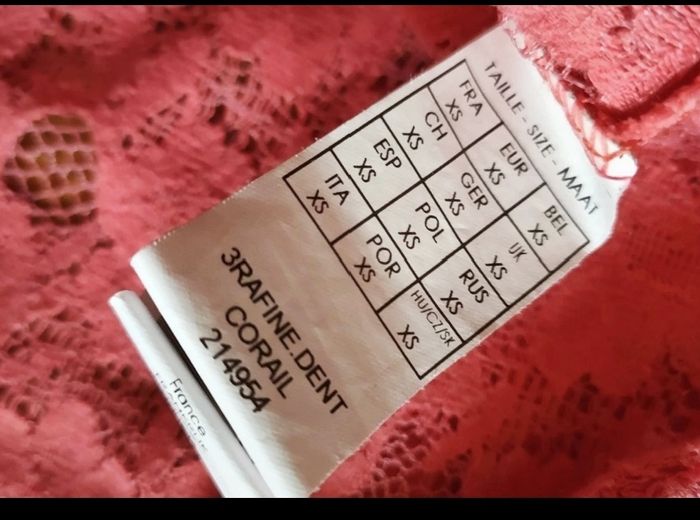 TAILLE - SIZE - MAAT
FRA EUR BEL
XS XS XS
CH GER UK
XS XS XS
ESP POL RUS
XS XS XS
ITA POR HU/CZ/SK
XS XS XS
3RAFINE.DENT
CORAIL
214954
France